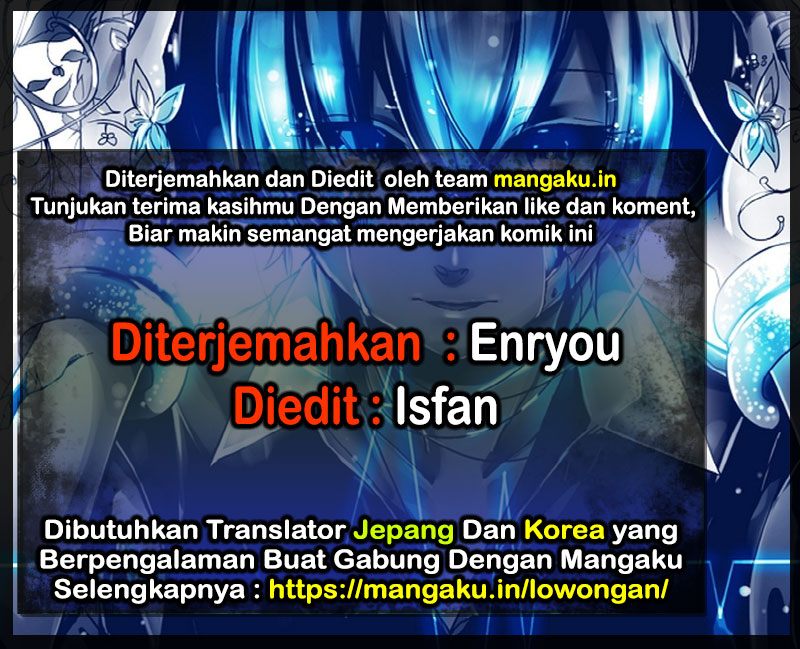 Diterjemahkan dan Diedit oleh team mangaku.in
Tunjukan terima kasihmu Dengan Memberikan like dan koment,
Biar makin semangat mengerjakan komik ini
Diterjemahkan : Enryou
Diedit : Isfan
Dibutuhkan Translator Jepang Dan Korea yang
Berpengalaman Buat Gabung Dengan Mangaku
Selengkapnya : https://mangaku.in/lowongan/